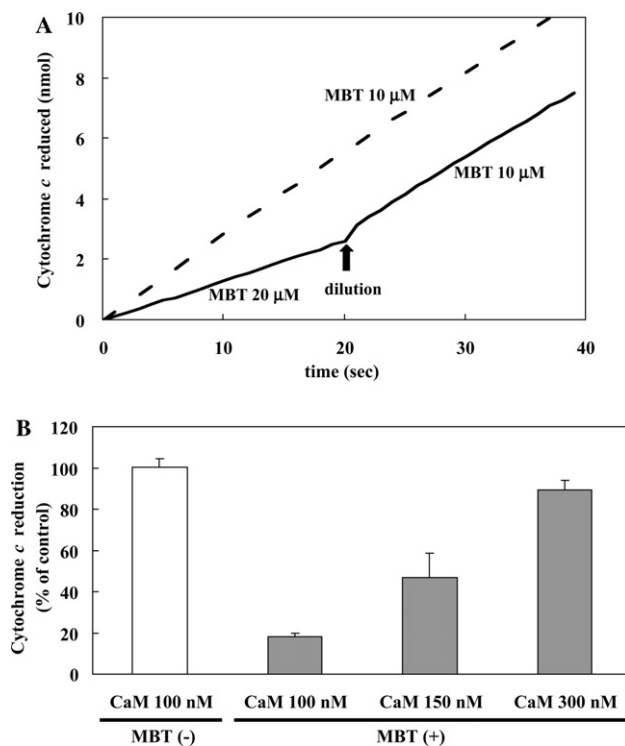 A
Cytochrome c reduced (nmol)
10
8
6
4
2
0
MBT 10 μM
MBT 10 μM
MBT 20 μM
dilution
0 10 20 30 40
time (sec)
B
Cytochrome c reduction
(% of control)
120
100
80
60
40
20
0
CaM 100 nM CaM 100 nM CaM 150 nM CaM 300 nM
MBT (-) MBT (+)